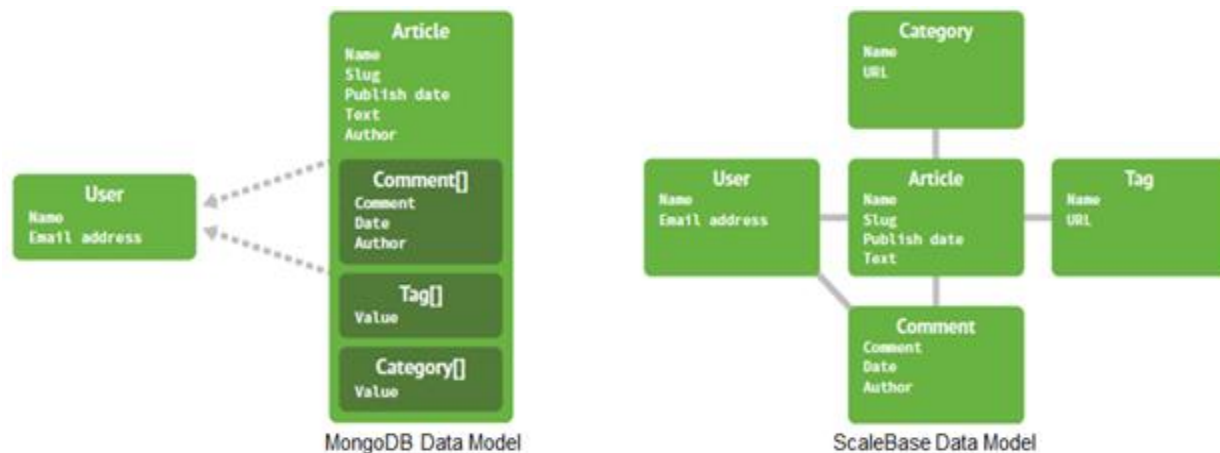 Article
Name
Slug
Publish date
Text
Author
User
Name
Email address
Comment[]
Comment
Date
Author
Tag[]
Value
Category[]
Value
MongoDB Data Model
Category
Name
URL
User
Name
Email address
Article
Name
Slug
Publish date
Text
Tag
Name
URL
Comment
Comment
Date
Author
ScaleBase Data Model